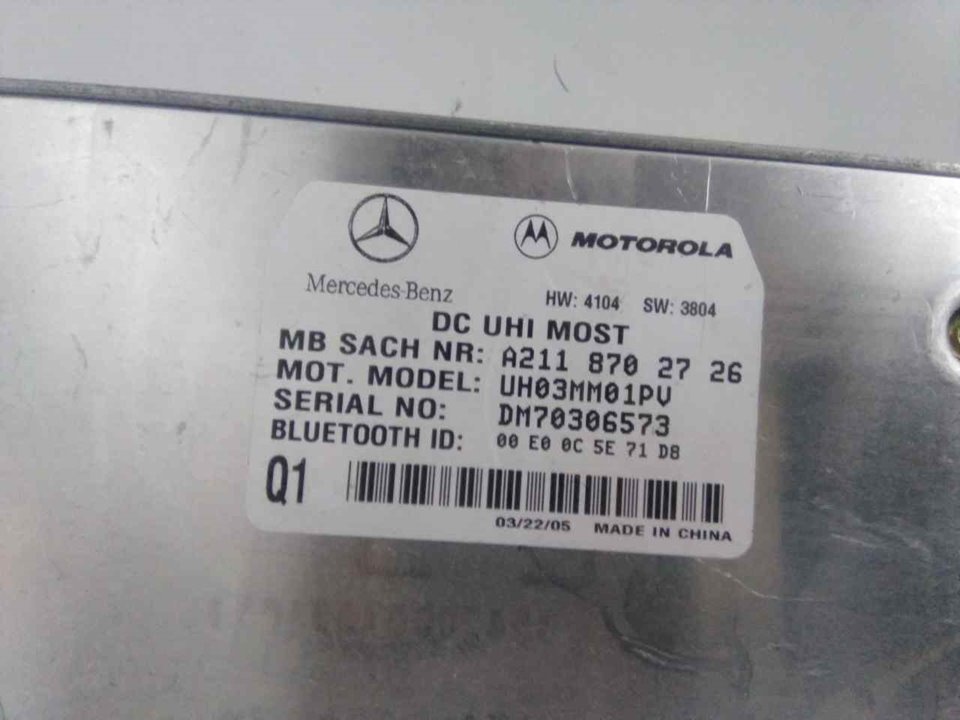 MOTOROLA
Mercedes-Benz
HW: 4104 SW: 3804
DC UHI MOST
MB SACH NR: A211 870 27 26
MOT. MODEL: UH03MM01PV
SERIAL NO: DM70306573
BLUETOOTH ID: 00 E0 0C 5E 71 D8
Q1
03/22/05 MADE IN CHINA